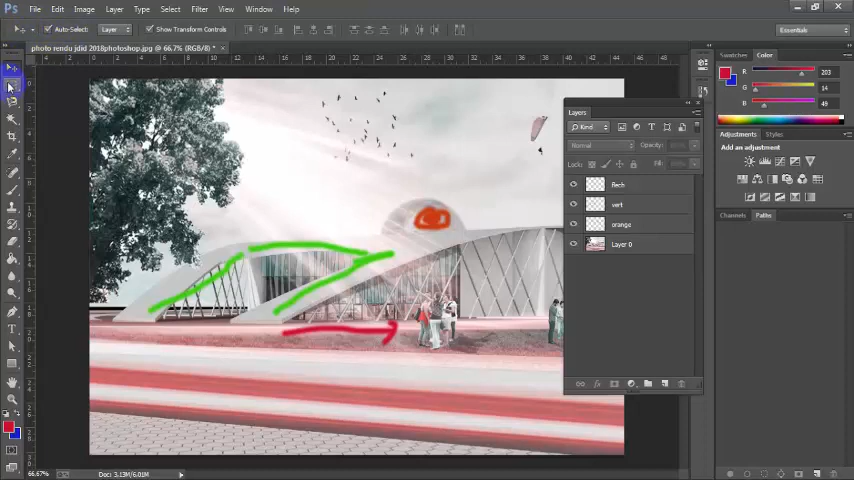 Ps File Edit Image Layer Type Select Filter View Window Help
Auto-Select: Layer Show Transform Controls Essentials
photo rendu jdid 2018photoshop.jpg @ 66,7% (RGB/8) * ×
Swatches Color
R 203
G 14
B 49
Layers
Kind
Normal Opacity:
Lock: Fill:
flech
vert
orange
Layer 0
Adjustments Styles
Add an adjustment
Channels Paths
66,67% Doc: 3,13M/6,01M